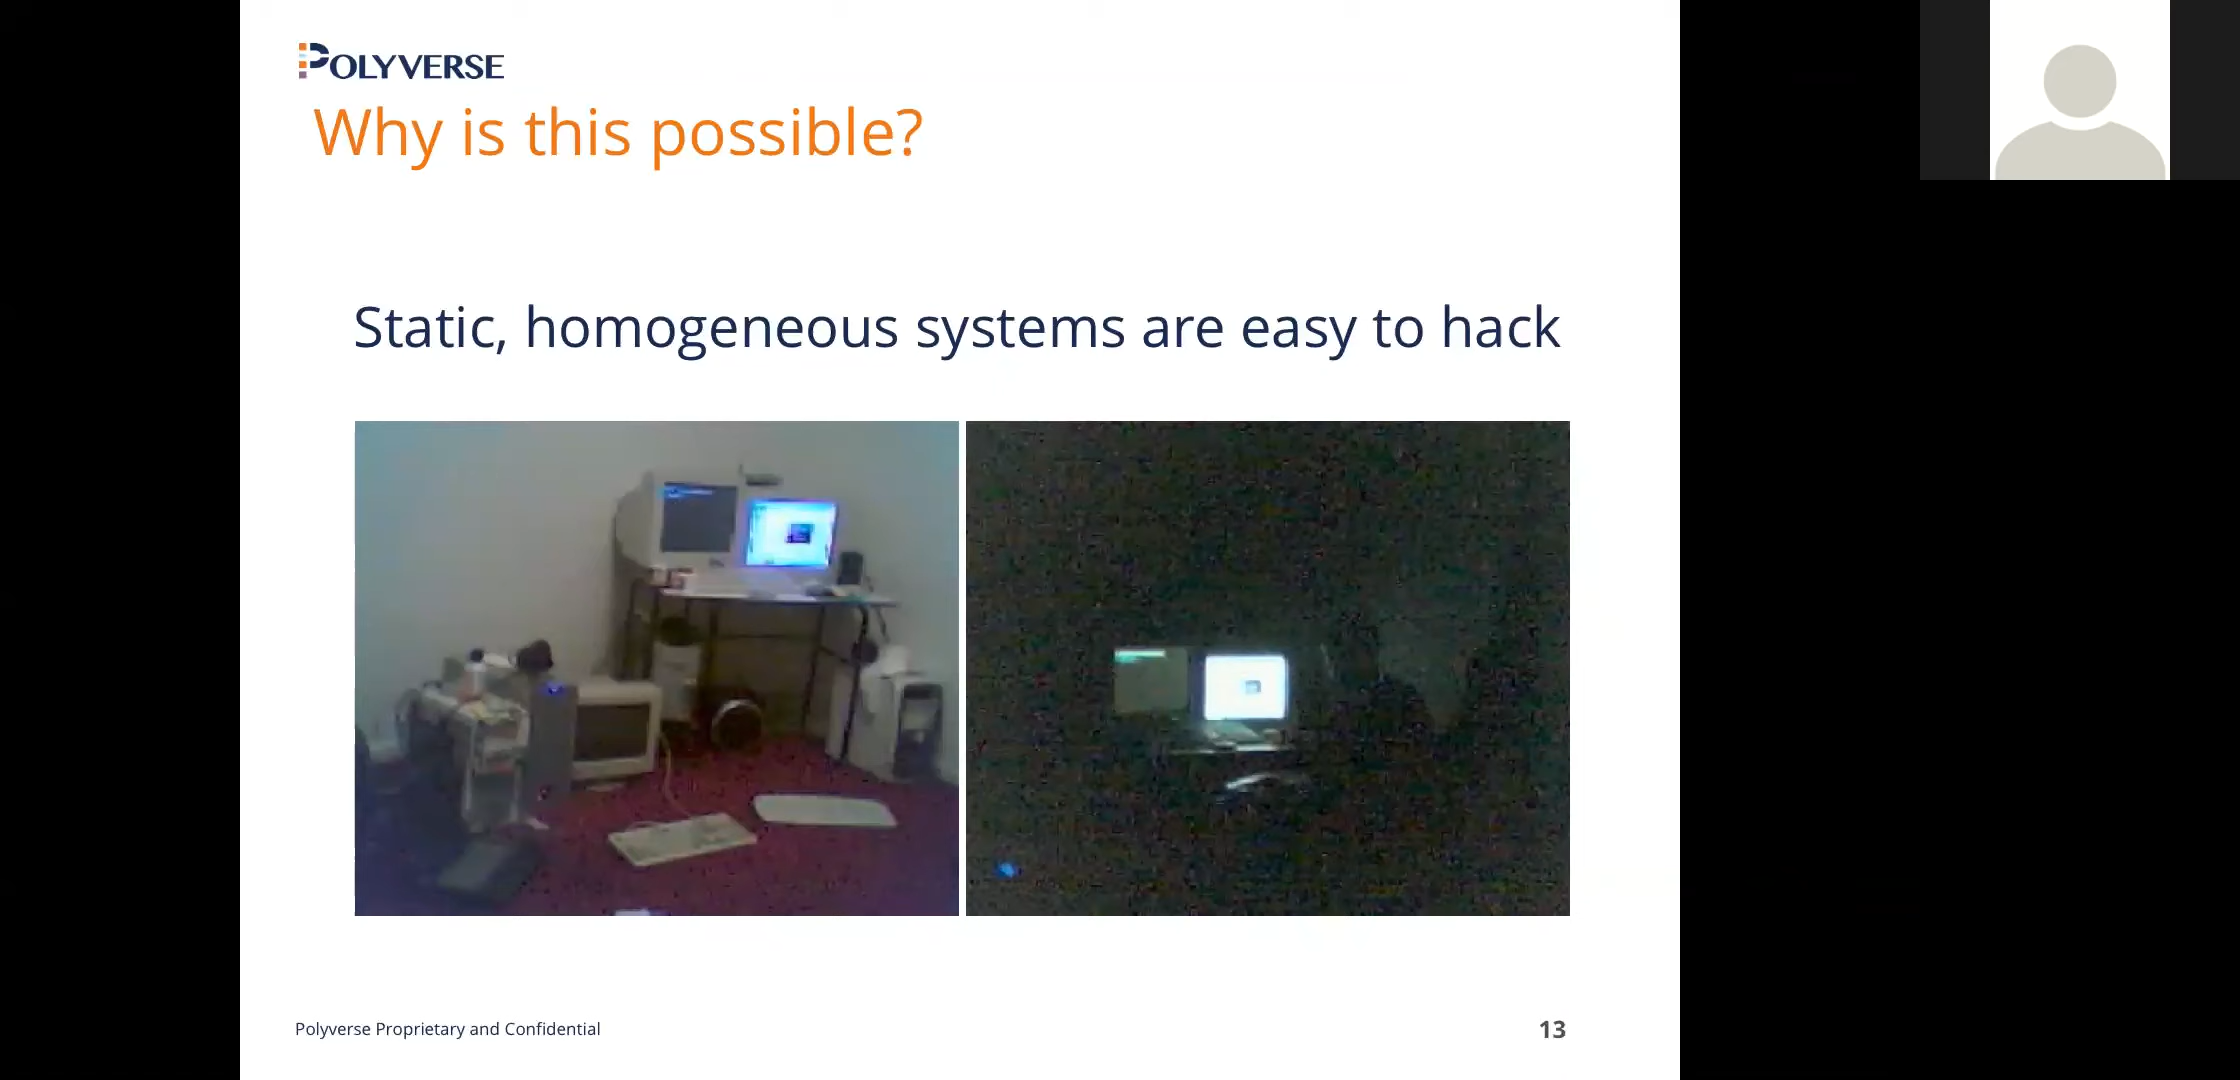 POLYVERSE
Why is this possible?
Static, homogeneous systems are easy to hack
Polyverse Proprietary and Confidential
13